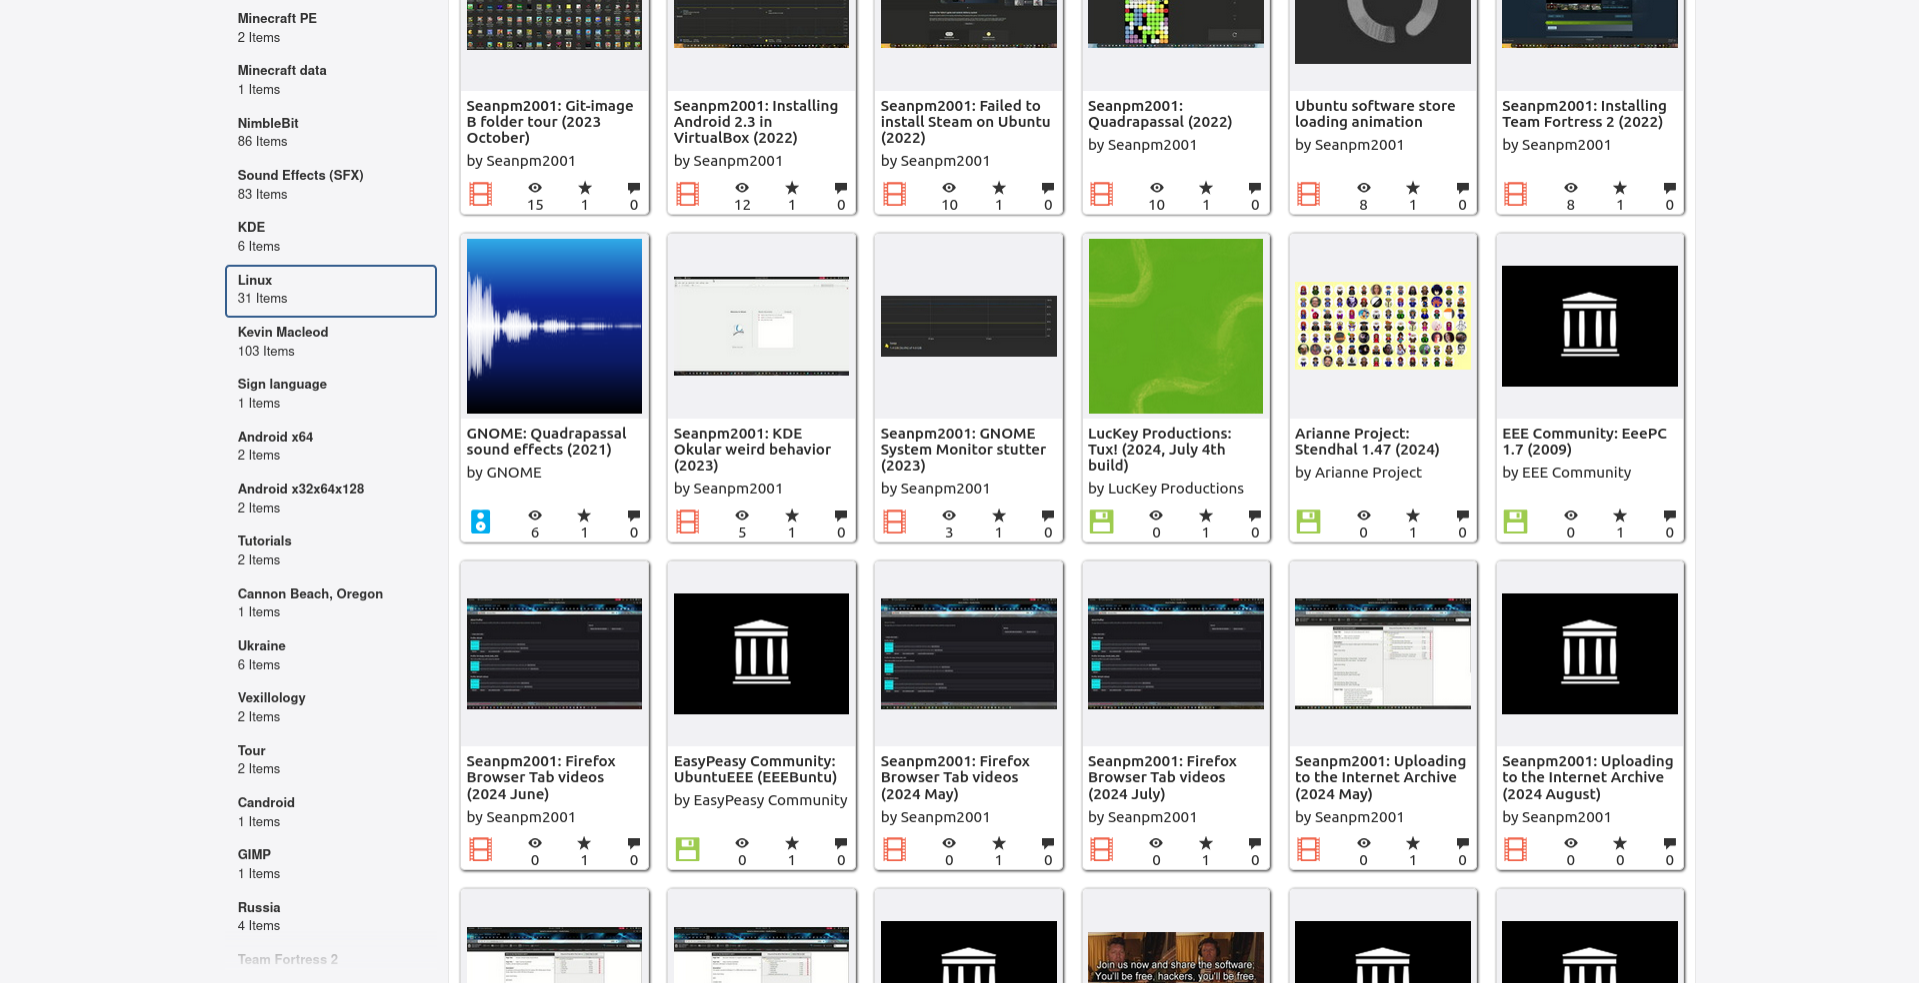 Minecraft PE
2 Items
Minecraft data
1 Items
NimbleBit
86 Items
Sound Effects (SFX)
83 Items
KDE
6 Items
Linux
31 Items
Kevin Macleod
103 Items
Sign language
1 Items
Android x64
2 Items
Android x32x64x128
2 Items
Tutorials
2 Items
Cannon Beach, Oregon
1 Items
Ukraine
6 Items
Vexillology
2 Items
Tour
2 Items
Candroid
1 Items
GIMP
1 Items
Russia
4 Items
Team Fortress 2
Seanpm2001: Git-image
B folder tour (2023
October)
by Seanpm2001
15 1 0
Seanpm2001: Installing
Android 2.3 in
VirtualBox (2022)
by Seanpm2001
12 1 0
Seanpm2001: Failed to
install Steam on Ubuntu
(2022)
by Seanpm2001
10 1 0
Seanpm2001:
Quadrapassal (2022)
by Seanpm2001
10 1 0
Ubuntu software store
loading animation
by Seanpm2001
8 1 0
Seanpm2001: Installing
Team Fortress 2 (2022)
by Seanpm2001
8 1 0
GNOME: Quadrapassal
sound effects (2021)
by GNOME
6 1 0
Seanpm2001: KDE
Okular weird behavior
(2023)
by Seanpm2001
5 1 0
Seanpm2001: GNOME
System Monitor stutter
(2023)
by Seanpm2001
3 1 0
LucKey Productions:
Tux! (2024, July 4th
build)
by LucKey Productions
0 1 0
Arianne Project:
Stendhal 1.47 (2024)
by Arianne Project
0 1 0
EEE Community: EeePC
1.7 (2009)
by EEE Community
0 1 0
Seanpm2001: Firefox
Browser Tab videos
(2024 June)
by Seanpm2001
0 1 0
EasyPeasy Community:
UbuntuEEE (EEEBuntu)
by EasyPeasy Community
0 1 0
Seanpm2001: Firefox
Browser Tab videos
(2024 May)
by Seanpm2001
0 1 0
Seanpm2001: Firefox
Browser Tab videos
(2024 July)
by Seanpm2001
0 1 0
Seanpm2001: Uploading
to the Internet Archive
(2024 May)
by Seanpm2001
0 1 0
Seanpm2001: Uploading
to the Internet Archive
(2024 August)
by Seanpm2001
0 0 0
Join us now and share the software;
You'll be free, hackers, you'll be free.